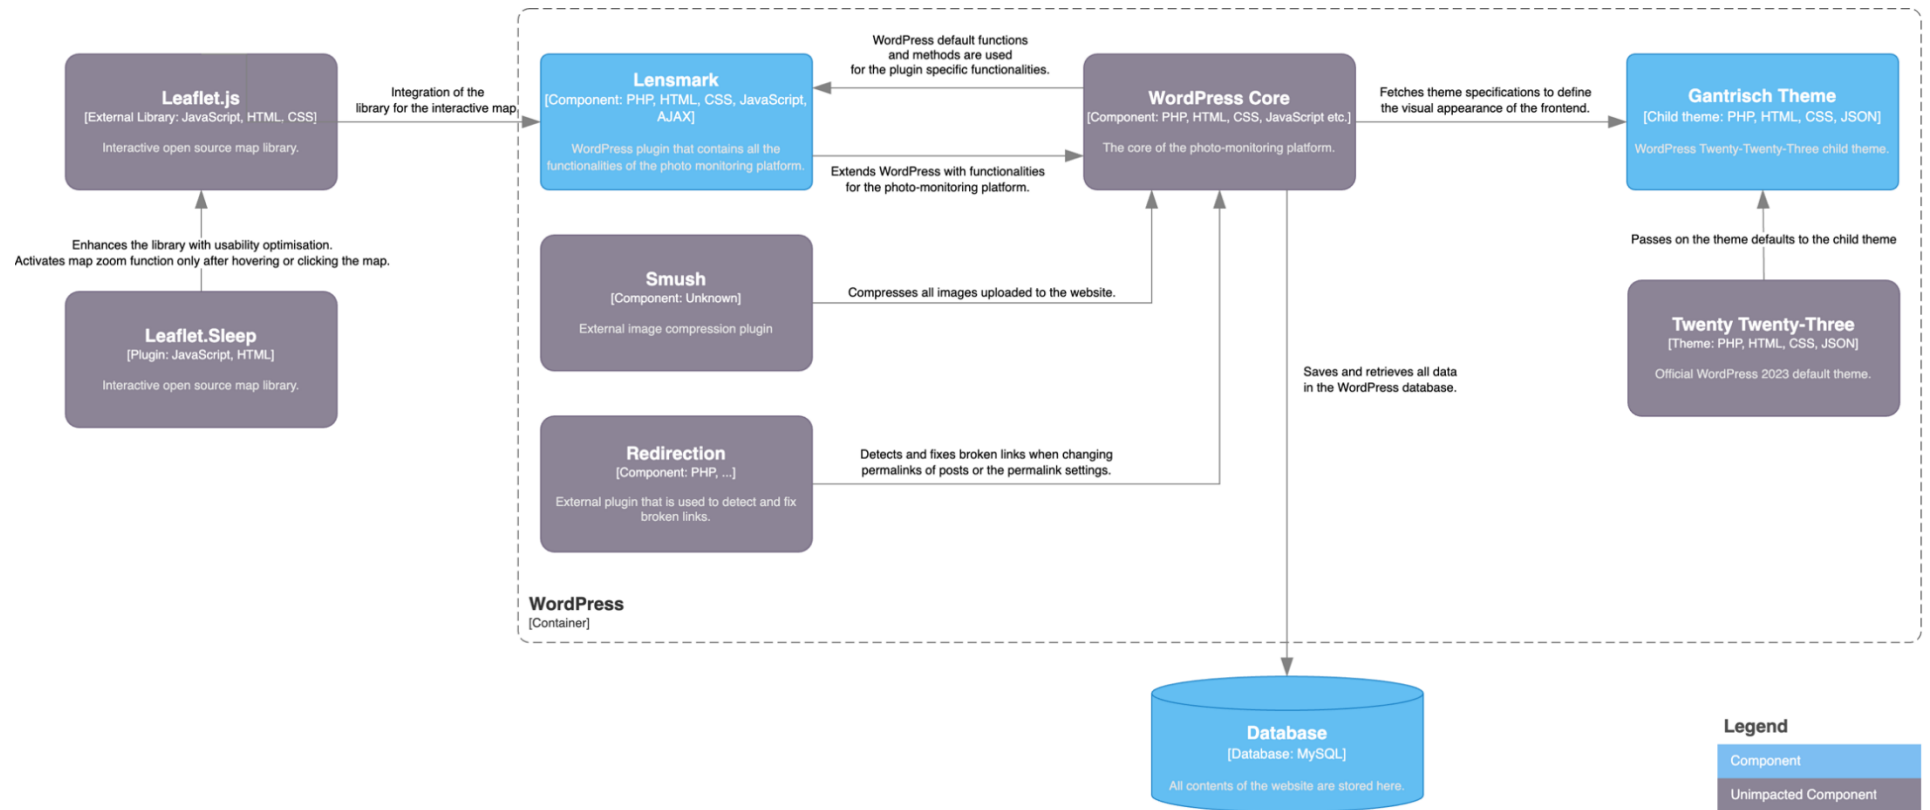 Leaflet.js
[External Library: JavaScript, HTML, CSS]
Interactive open source map library.
Integration of the
library for the interactive map.
Enhances the library with usability optimisation.
Activates map zoom function only after hovering or clicking the map.
Leaflet.Sleep
[Plugin: JavaScript, HTML]
Interactive open source map library.
Lensmark
[Component: PHP, HTML, CSS, JavaScript,
AJAX]
WordPress plugin that contains all the
functionalities of the photo monitoring platform.
WordPress default functions
and methods are used
for the plugin specific functionalities.
Extends WordPress with functionalities
for the photo-monitoring platform.
WordPress Core
[Component: PHP, HTML, CSS, JavaScript etc.]
The core of the photo-monitoring platform.
Fetches theme specifications to define
the visual appearance of the frontend.
Gantrisch Theme
[Child theme: PHP, HTML, CSS, JSON]
WordPress Twenty-Twenty-Three child theme.
Passes on the theme defaults to the child theme
Twenty Twenty-Three
[Theme: PHP, HTML, CSS, JSON]
Official WordPress 2023 default theme.
Smush
[Component: Unknown]
External image compression plugin
Compresses all images uploaded to the website.
Redirection
[Component: PHP, ...]
External plugin that is used to detect and fix
broken links.
Detects and fixes broken links when changing
permalinks of posts or the permalink settings.
Saves and retrieves all data
in the WordPress database.
WordPress
[Container]
Database
[Database: MySQL]
All contents of the website are stored here.
Legend
Component
Unimpacted Component